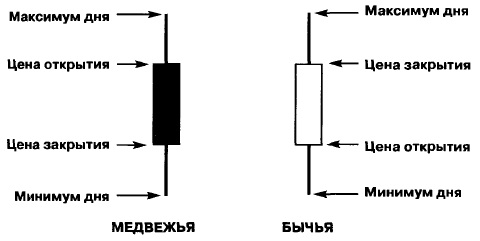 Максимум дня
Цена открытия
Цена закрытия
Минимум дня
МЕДВЕЖЬЯ
Максимум дня
Цена закрытия
Цена открытия
Минимум дня
БЫЧЬЯ